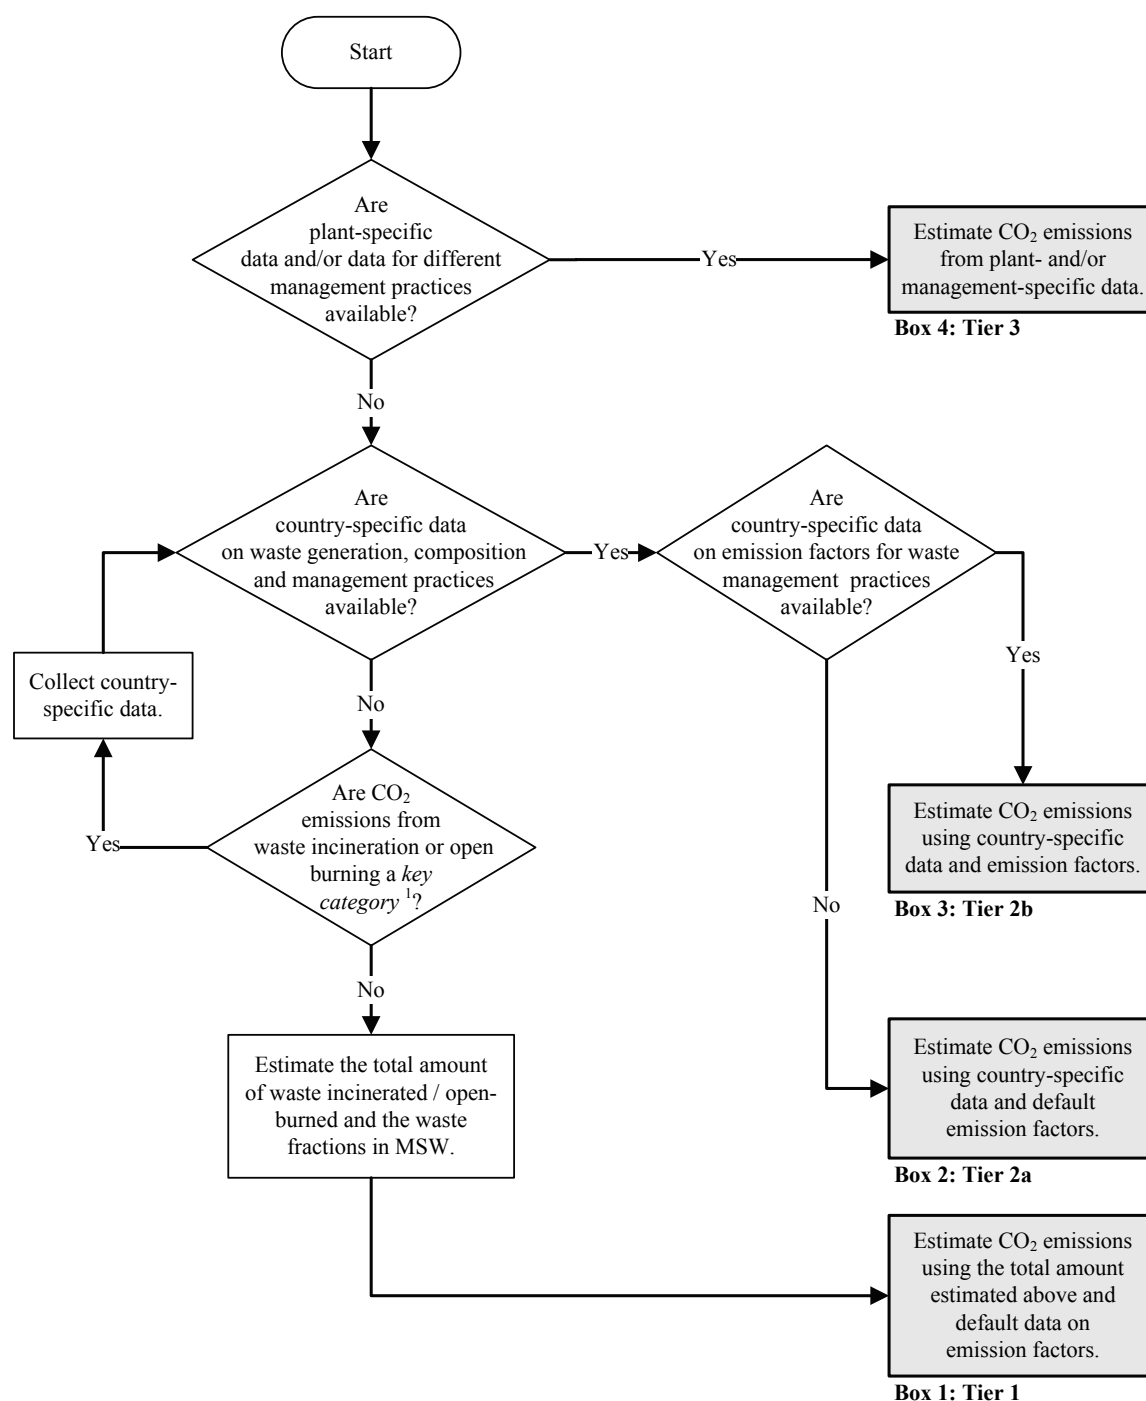 Start
Are
plant-specific
data and/or data for different
management practices
available?
Yes
Estimate CO₂ emissions
from plant- and/or
management-specific data.
Box 4: Tier 3
No
Are
country-specific data
on waste generation, composition
and management practices
available?
Yes
Are
country-specific data
on emission factors for waste
management practices
available?
Yes
Collect country-
specific data.
No
Are CO₂
emissions from
waste incineration or open
burning a key
category ¹?
Yes
Estimate CO₂ emissions
using country-specific
data and emission factors.
Box 3: Tier 2b
No
No
Estimate the total amount
of waste incinerated / open-
burned and the waste
fractions in MSW.
Estimate CO₂ emissions
using country-specific
data and default
emission factors.
Box 2: Tier 2a
Estimate CO₂ emissions
using the total amount
estimated above and
default data on
emission factors.
Box 1: Tier 1